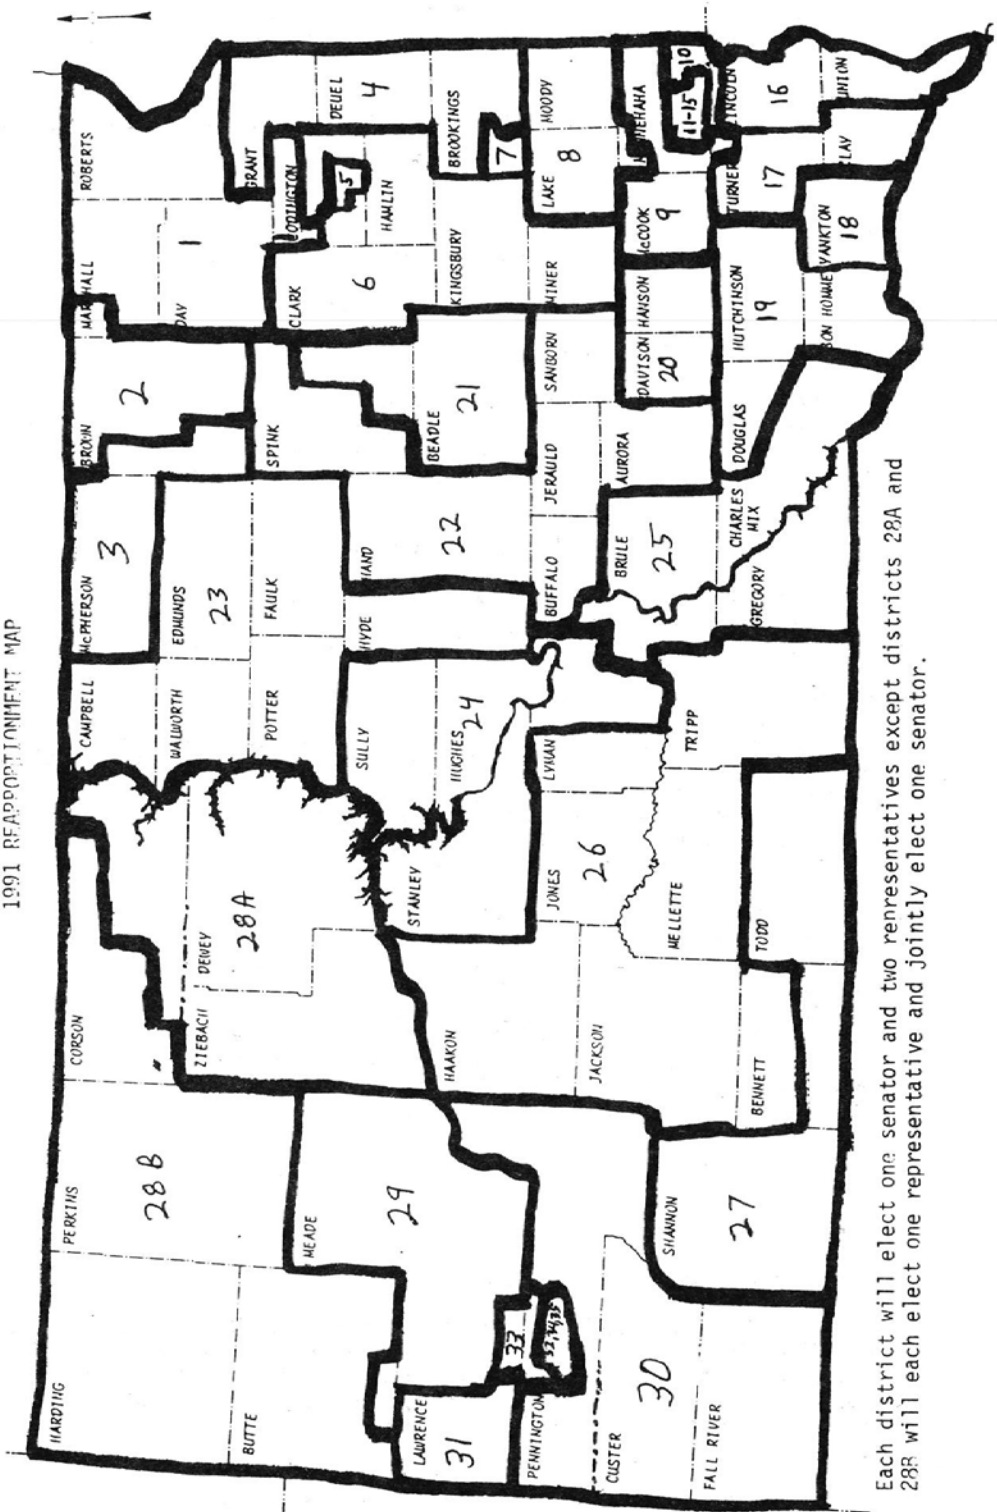 1991 REAPPORTIONMENT MAP
HARDING
PERKINS
CORSON
CAMPBELL
McPHERSON
3
BROWN
2
MARSHALL
ROBERTS
BUTTE
28 B
ZIEBACH
DEWEY
28A
WALWORTH
EDMUNDS
23
DAY
1
GRANT
POTTER
FAULK
SPINK
CLARK
6
CODINGTON
5
DEUEL
4
HAMLIN
MEADE
29
HAAKON
STANLEY
SULLY
HUGHES
24
HYDE
HAND
22
BEADLE
21
KINGSBURY
BROOKINGS
7
LAWRENCE
31
33
32,34,35
PENNINGTON
JACKSON
JONES
26
LYMAN
BUFFALO
JERAULD
SANBORN
MINER
LAKE
8
MOODY
CUSTER
30
FALL RIVER
SHANNON
27
BENNETT
MELLETTE
TODD
TRIPP
GREGORY
BRULE
25
AURORA
DAVISON
HANSON
20
McCOOK
9
MINNEHAHA
11-15
10
CHARLES
MIX
DOUGLAS
HUTCHINSON
19
TURNER
17
LINCOLN
16
BON HOMME
YANKTON
18
CLAY
UNION
Each district will elect one senator and two representatives except districts 28A and
28B will each elect one representative and jointly elect one senator.